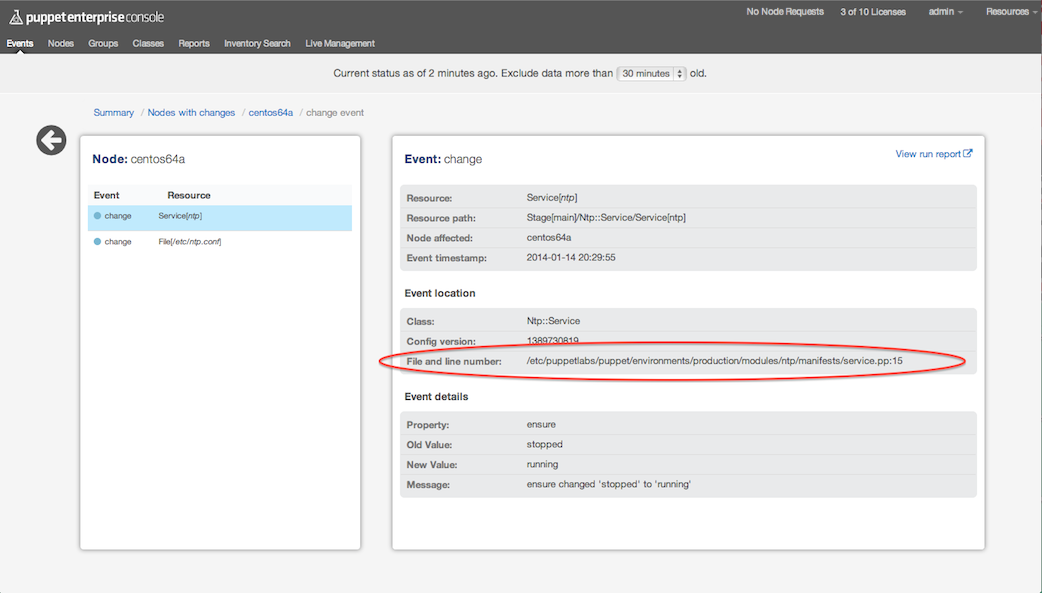 puppet enterprise console
No Node Requests 3 of 10 Licenses admin Resources
Events Nodes Groups Classes Reports Inventory Search Live Management
Current status as of 2 minutes ago. Exclude data more than 30 minutes old.
Summary / Nodes with changes / centos64a / change event
Node: centos64a
Event Resource
change Service[ntp]
change File[/etc/ntp.conf]
Event: change
View run report
Resource: Service[ntp]
Resource path: Stage[main]/Ntp::Service/Service[ntp]
Node affected: centos64a
Event timestamp: 2014-01-14 20:29:55
Event location
Class: Ntp::Service
Config version: 1389730819
File and line number: /etc/puppetlabs/puppet/environments/production/modules/ntp/manifests/service.pp:15
Event details
Property: ensure
Old Value: stopped
New Value: running
Message: ensure changed 'stopped' to 'running'